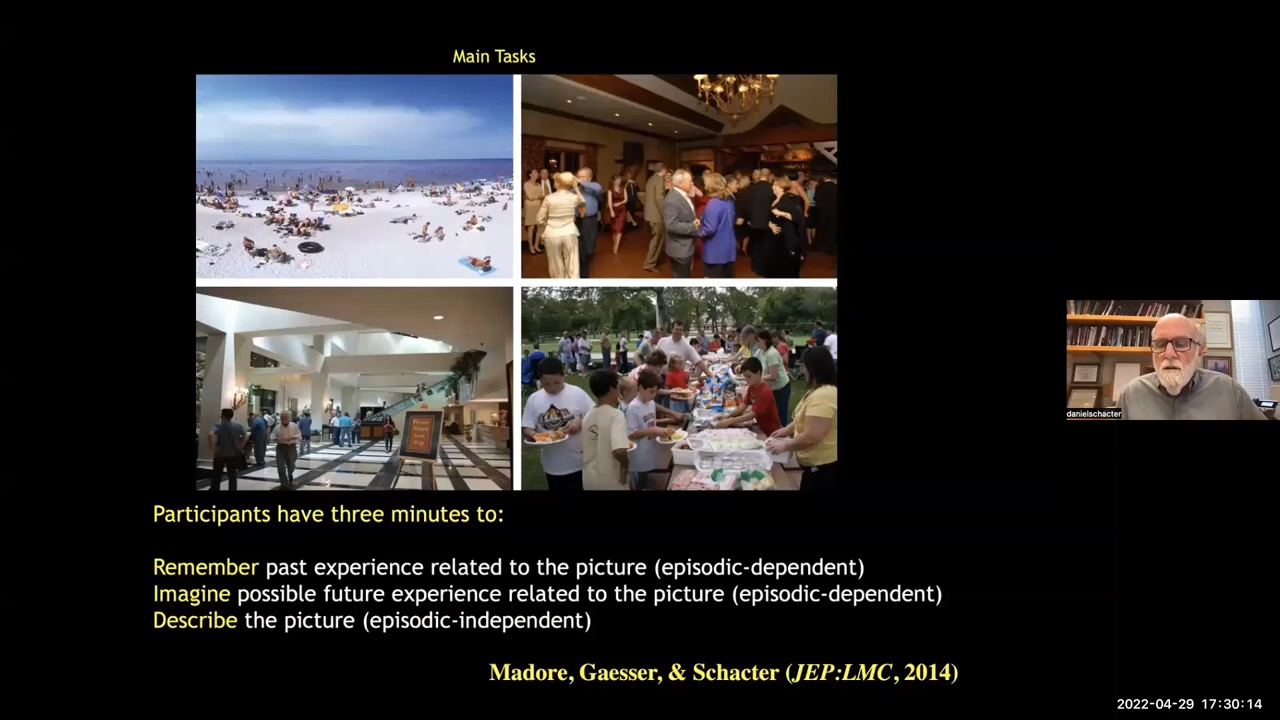 Main Tasks
Participants have three minutes to:
Remember past experience related to the picture (episodic-dependent)
Imagine possible future experience related to the picture (episodic-dependent)
Describe the picture (episodic-independent)
Madore, Gaesser, & Schacter (JEP:LMC, 2014)
danielschacter
2022-04-29 17:30:14